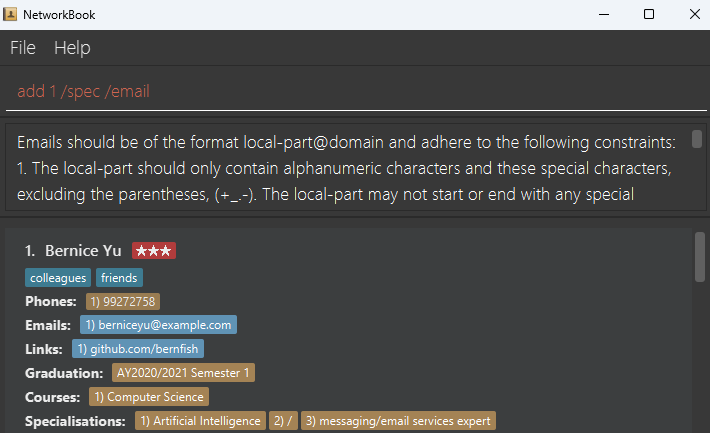 NetworkBook
File Help
add 1 /spec /email
Emails should be of the format local-part@domain and adhere to the following constraints:
1. The local-part should only contain alphanumeric characters and these special characters,
excluding the parentheses, (+_.-). The local-part may not start or end with any special
1. Bernice Yu ★★★
colleagues friends
Phones: 1) 99272758
Emails: 1) berniceyu@example.com
Links: 1) github.com/bernfish
Graduation: AY2020/2021 Semester 1
Courses: 1) Computer Science
Specialisations: 1) Artificial Intelligence 2) / 3) messaging/email services expert